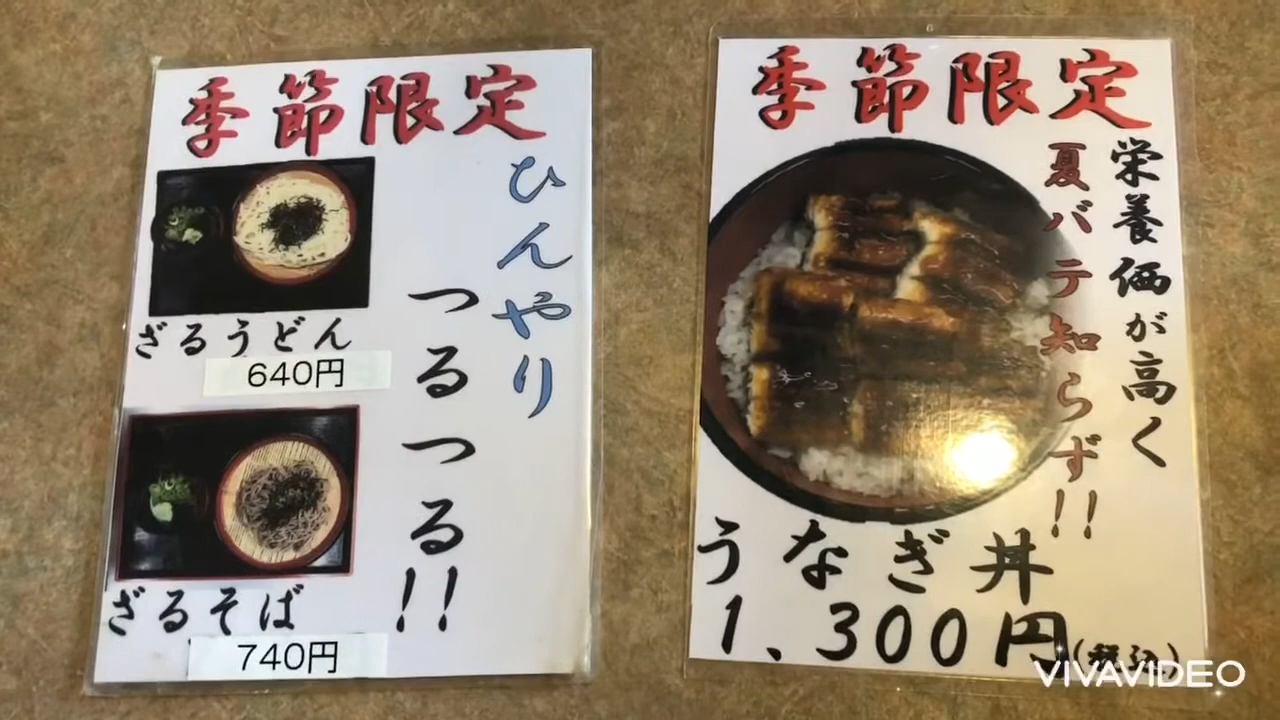 季節限定
ひんやり
つるつる!!
ざるうどん
640円
ざるそば
740円
季節限定
栄養価が高く
夏バテ知らず!!
うなぎ丼
1,300円(税込)
VIVAVIDEO